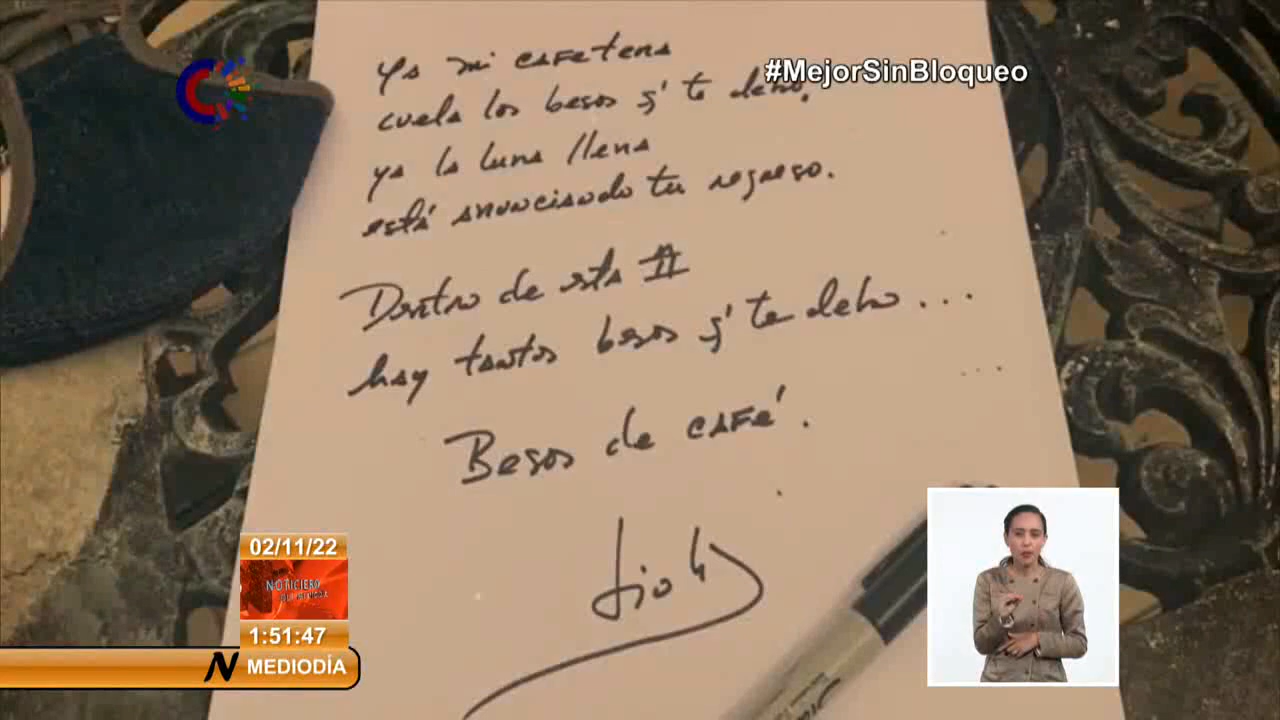 #MejorSinBloqueo
Ya mi cafetera
cuela los besos q' te debo,
ya la luna llena
está anunciando tu regreso.
Dentro de esta
hay tantos besos q' te debo...
Besos de café.
02/11/22
NOTICIERO
1:51:47
N MEDIODÍA